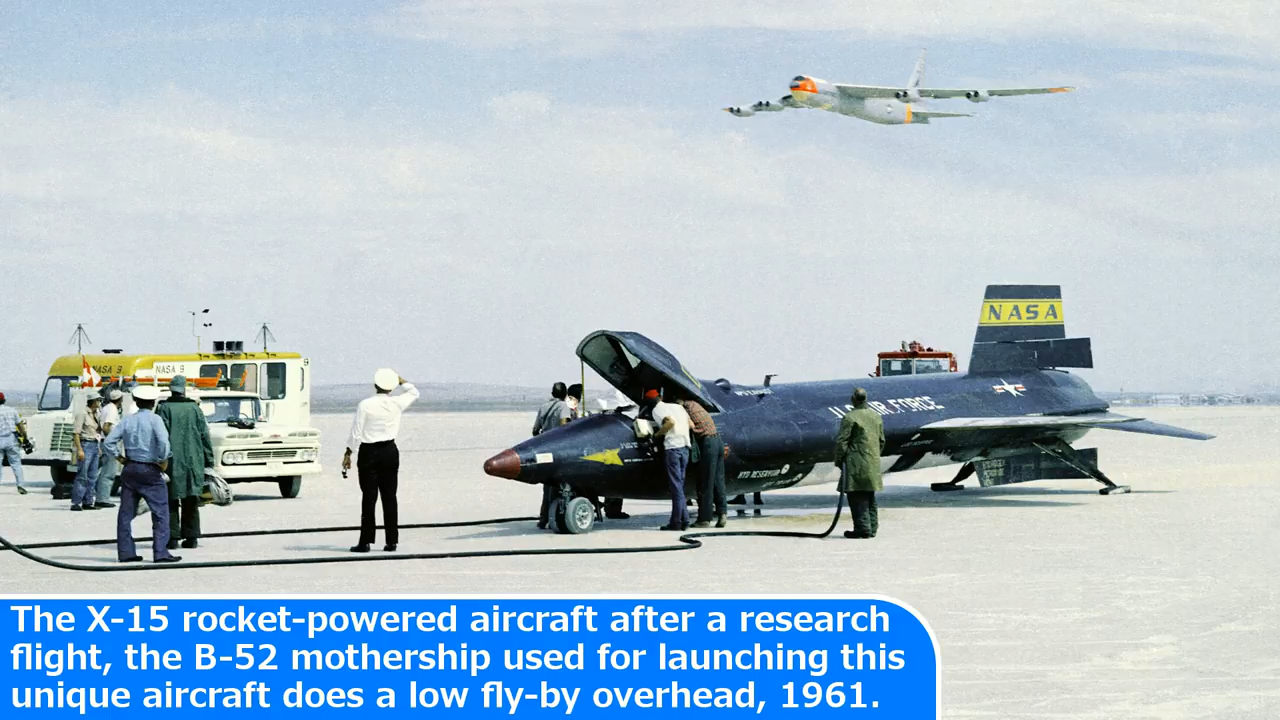 NASA
NASA 9
NASA 9
9
U.S. AIR FORCE
The X-15 rocket-powered aircraft after a research
flight, the B-52 mothership used for launching this
unique aircraft does a low fly-by overhead, 1961.